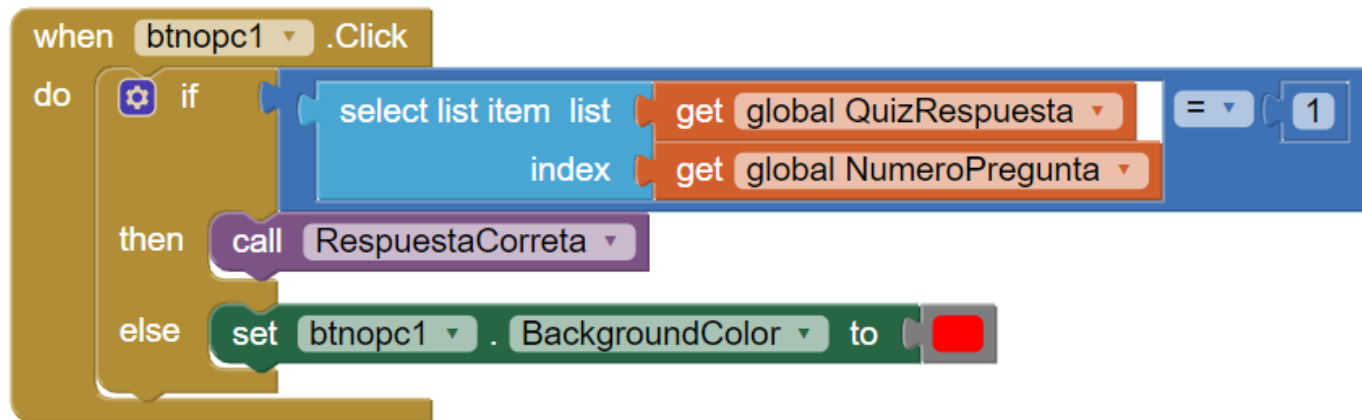 when btnopc1 .Click
do if select list item list get global QuizRespuesta = 1
index get global NumeroPregunta
then call RespuestaCorreta
else set btnopc1 . BackgroundColor to